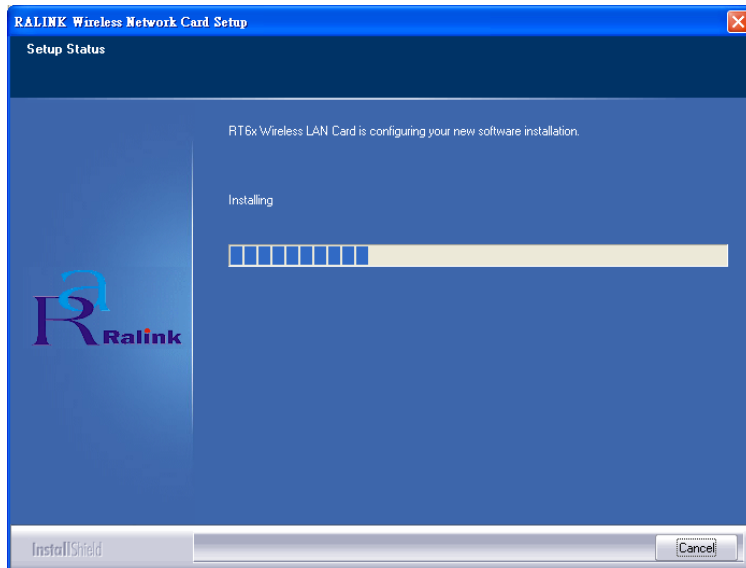 RALINK Wireless Network Card Setup
Setup Status
RT6x Wireless LAN Card is configuring your new software installation.
Installing
Ra
Ralink
InstallShield
Cancel